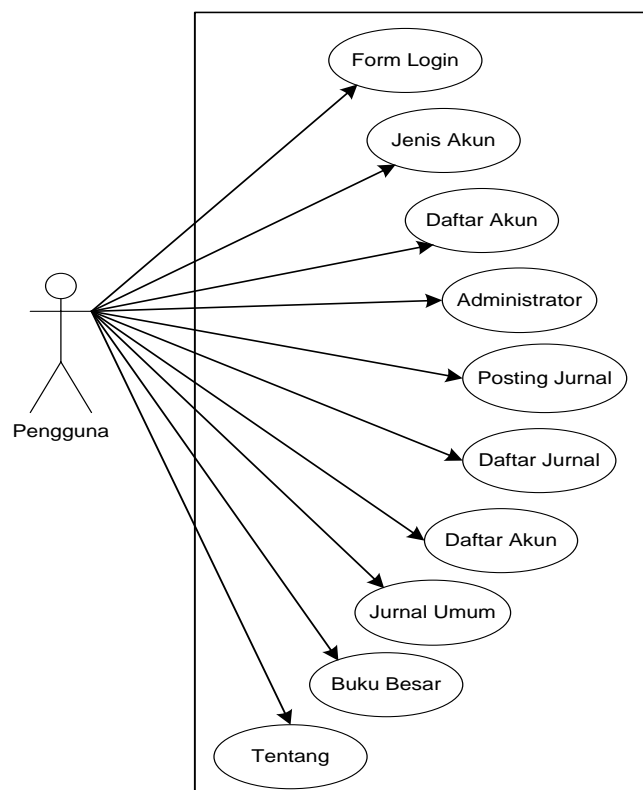 Form Login
Jenis Akun
Daftar Akun
Administrator
Posting Jurnal
Pengguna
Daftar Jurnal
Daftar Akun
Jurnal Umum
Buku Besar
Tentang